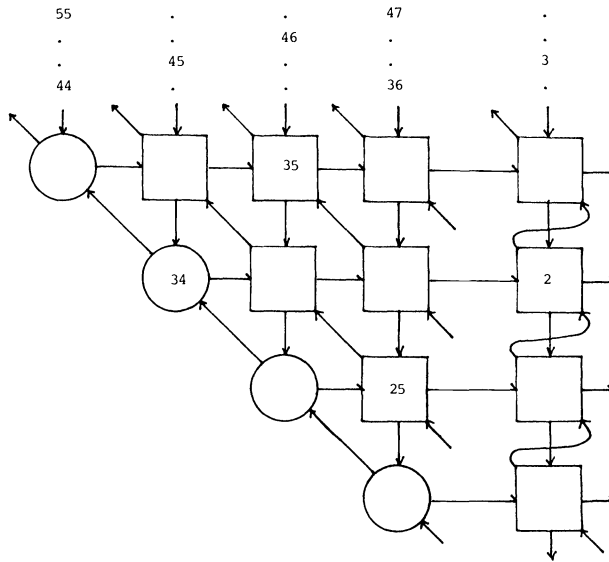 55 . . 47 .
. . 46 . .
. 45 . . 3
44 . . 36 .
35
34 2
25